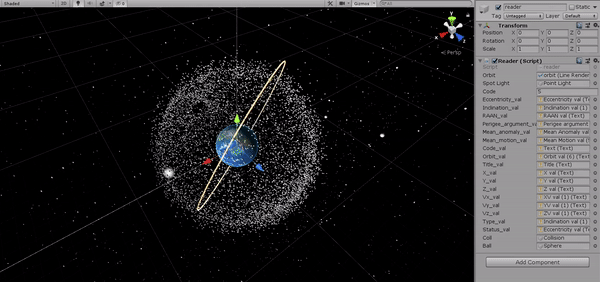 Shaded
2D
Gizmos
All
y
x
z
Persp
reader
Static
Tag
Untagged
Layer
Default
Transform
Position
X 0
Y 0
Z 0
Rotation
X 0
Y 0
Z 0
Scale
X 1
Y 1
Z 1
Reader (Script)
Script
reader
Orbit
orbit (Line Render
Spot Light
Point Light
Code
5
Eccentricity_val
Eccentricity val (Te
Inclination_val
Inclination val (Tex
RAAN_val
RAAN val (Text)
Perigee_argument_va
Perigee argument
Mean_anomaly_val
Mean Anomaly val
Mean_motion_val
Mean Motion val (
Code_val
Text (Text)
Orbit_val
Orbit val (6) (Text)
Title_val
Title (Text)
X_val
X val (Text)
Y_val
Y val (Text)
Z_val
Z val (Text)
Vx_val
XV val (1) (Text)
Vy_val
YV val (1) (Text)
Vz_val
ZV val (1) (Text)
Type_val
Inclination val (1)
Status_val
Eccentricity val (1
Coll
Collision
Ball
Sphere
Add Component